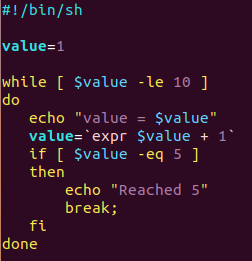 #!/bin/sh

value=1

while [ $value -le 10 ]
do
   echo "value = $value"
   value=`expr $value + 1`
   if [ $value -eq 5 ]
   then
       echo "Reached 5"
       break;
   fi
done